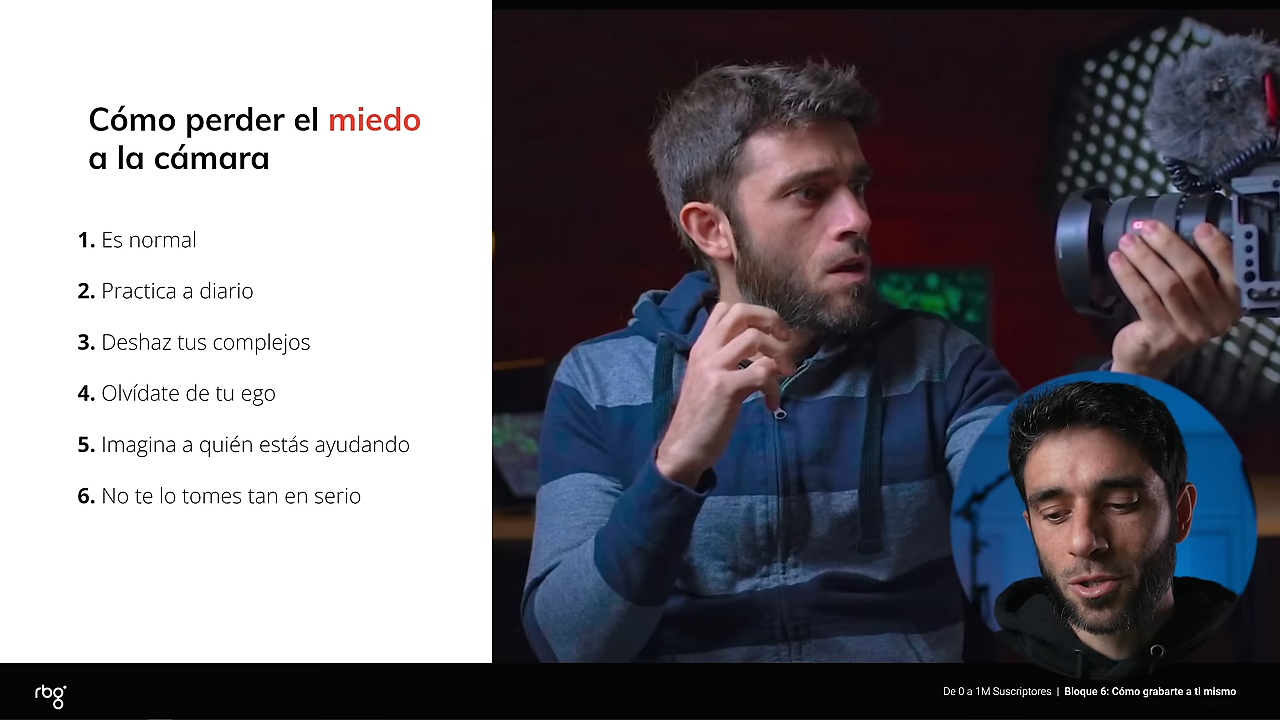 Cómo perder el miedo
a la cámara
1. Es normal
2. Practica a diario
3. Deshaz tus complejos
4. Olvídate de tu ego
5. Imagina a quién estás ayudando
6. No te lo tomes tan en serio
rbg
De 0 a 1M Suscriptores | Bloque 6: Cómo grabarte a ti mismo